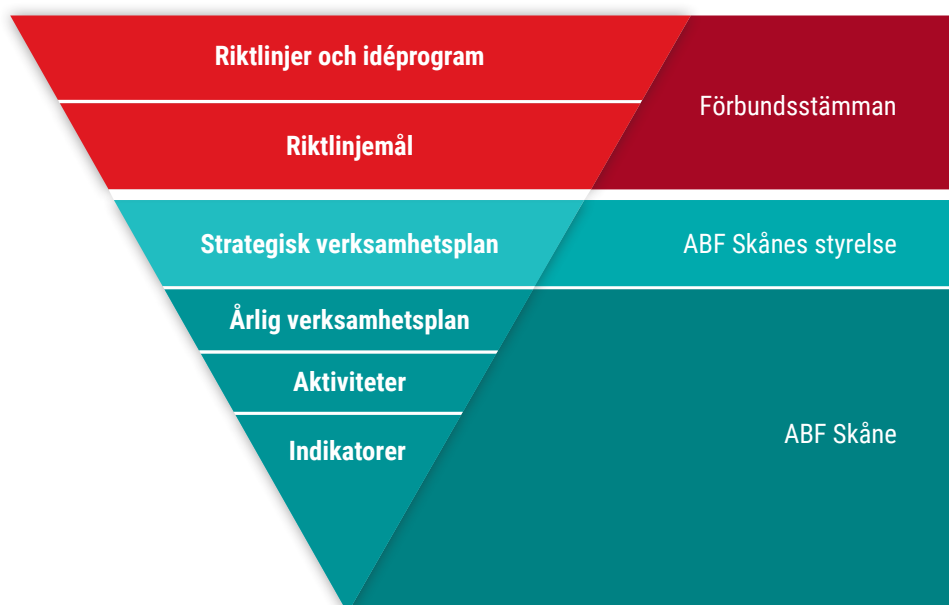 Riktlinjer och idéprogram
Förbundsstämman
Riktlinjemål
Strategisk verksamhetsplan
ABF Skånes styrelse
Årlig verksamhetsplan
Aktiviteter
ABF Skåne
Indikatorer